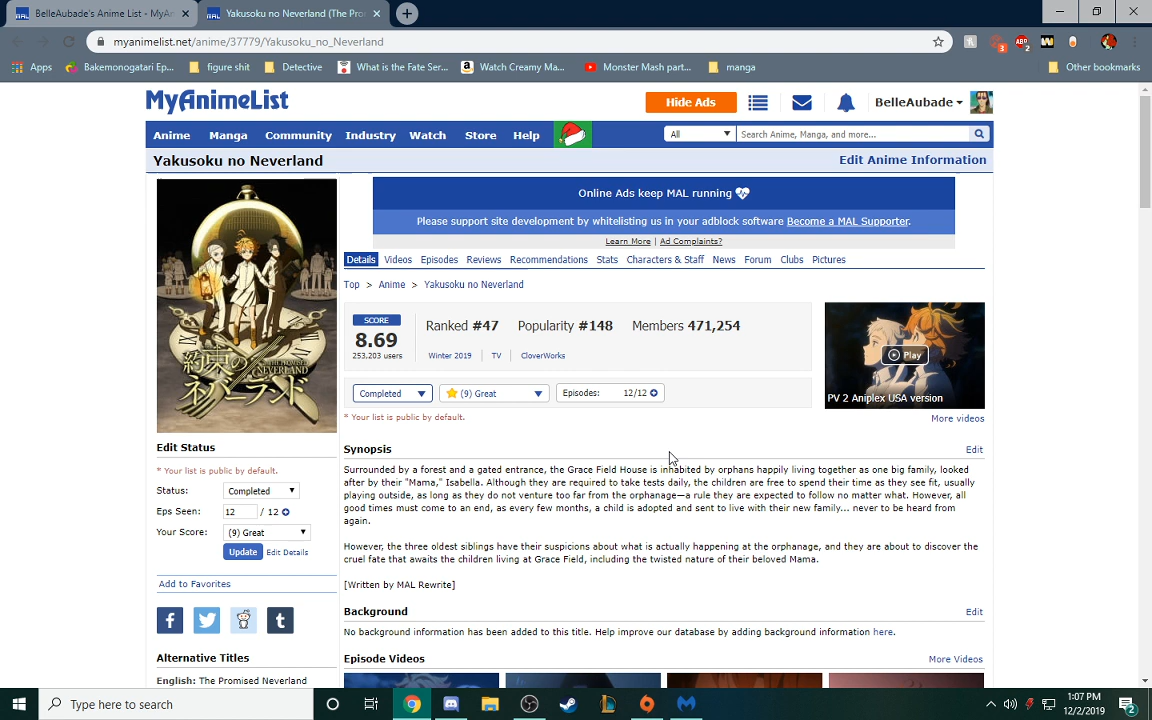 BelleAubade's Anime List - MyAn
Yakusoku no Neverland (The Pro
myanimelist.net/anime/37779/Yakusoku_no_Neverland
3
ABP
2
Apps
Bakemonogatari Ep...
figure shit
Detective
What is the Fate Ser...
Watch Creamy Ma...
Monster Mash part...
manga
Other bookmarks
MyAnimeList
Hide Ads
BelleAubade
Anime Manga Community Industry Watch Store Help
All
Search Anime, Manga, and more...
Yakusoku no Neverland
Edit Anime Information
約束の
THE PROMISED
NEVERLAND
ネバーランド
Online Ads keep MAL running
Please support site development by whitelisting us in your adblock software Become a MAL Supporter.
Learn More | Ad Complaints?
Details Videos Episodes Reviews Recommendations Stats Characters & Staff News Forum Clubs Pictures
Top > Anime > Yakusoku no Neverland
SCORE
8.69
253,203 users
Ranked #47 Popularity #148 Members 471,254
Winter 2019 | TV | CloverWorks
Completed
(9) Great
Episodes: 12/12
* Your list is public by default.
Play
PV 2 Aniplex USA version
More videos
Edit Status
* Your list is public by default.
Status: Completed
Eps Seen: 12 / 12
Your Score: (9) Great
Update Edit Details
Add to Favorites
f
t
Alternative Titles
English: The Promised Neverland
Synopsis
Edit
Surrounded by a forest and a gated entrance, the Grace Field House is inhabited by orphans happily living together as one big family, looked
after by their "Mama," Isabella. Although they are required to take tests daily, the children are free to spend their time as they see fit, usually
playing outside, as long as they do not venture too far from the orphanage—a rule they are expected to follow no matter what. However, all
good times must come to an end, as every few months, a child is adopted and sent to live with their new family... never to be heard from
again.
However, the three oldest siblings have their suspicions about what is actually happening at the orphanage, and they are about to discover the
cruel fate that awaits the children living at Grace Field, including the twisted nature of their beloved Mama.
[Written by MAL Rewrite]
Background
Edit
No background information has been added to this title. Help improve our database by adding background information here.
Episode Videos
More Videos
Type here to search
1:07 PM
12/2/2019
2